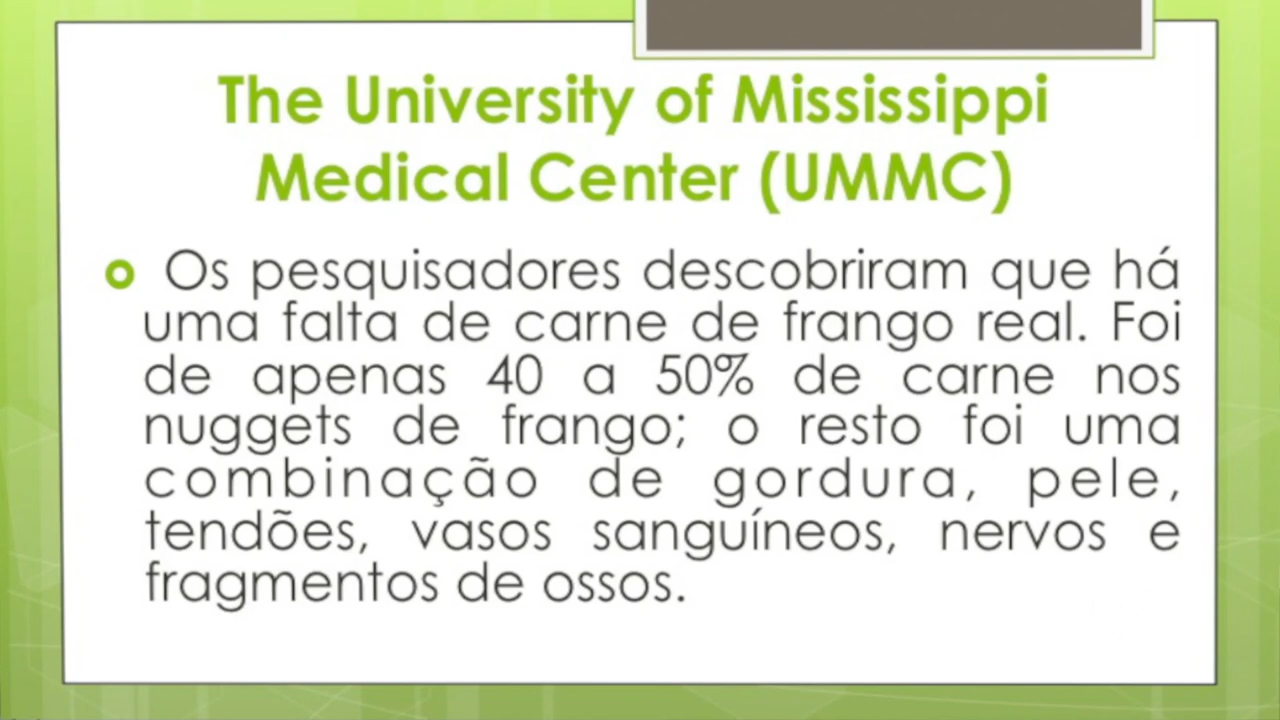 The University of Mississippi
Medical Center (UMMC)
Os pesquisadores descobriram que há
uma falta de carne de frango real. Foi
de apenas 40 a 50% de carne nos
nuggets de frango; o resto foi uma
combinação de gordura, pele,
tendões, vasos sanguíneos, nervos e
fragmentos de ossos.